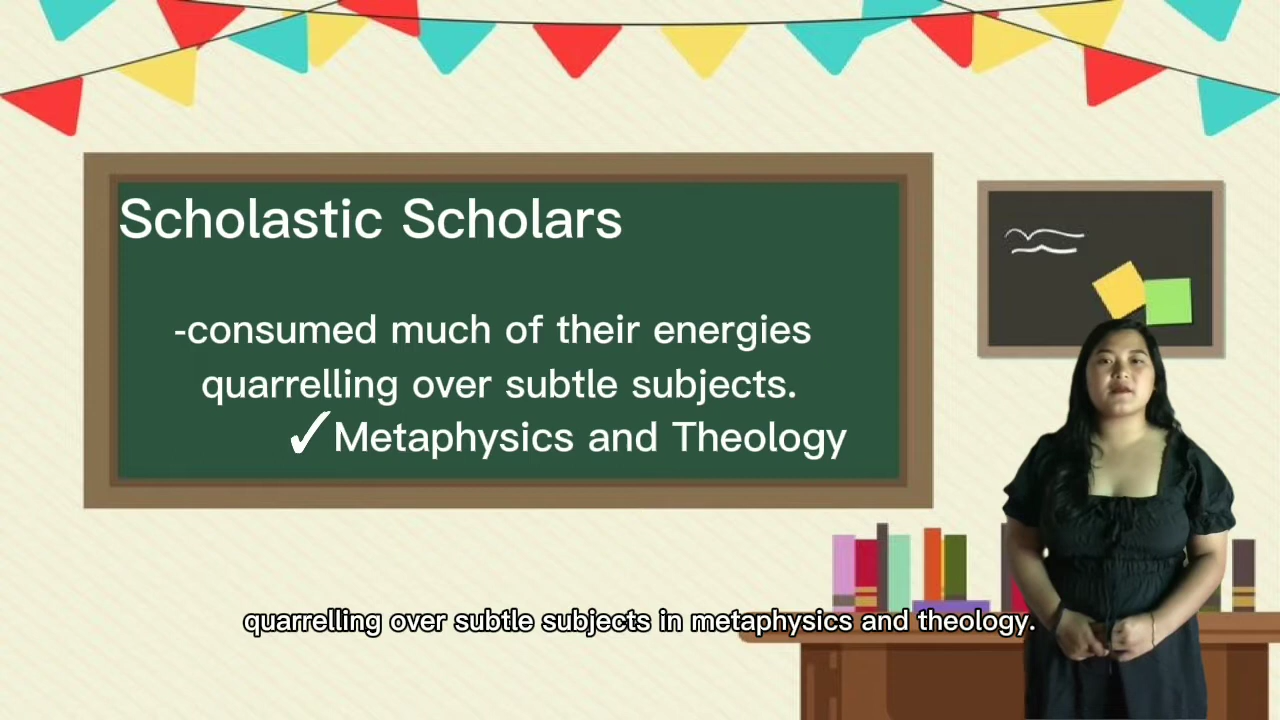 Scholastic Scholars
-consumed much of their energies
quarrelling over subtle subjects.
✓Metaphysics and Theology
quarrelling over subtle subjects in metaphysics and theology.